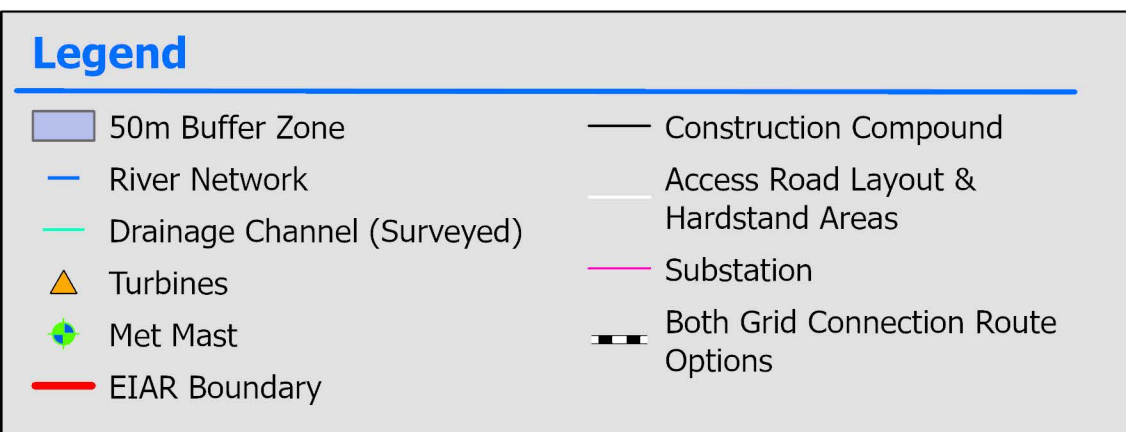 Legend
50m Buffer Zone
River Network
Drainage Channel (Surveyed)
Turbines
Met Mast
EIAR Boundary
Construction Compound
Access Road Layout &
Hardstand Areas
Substation
Both Grid Connection Route
Options